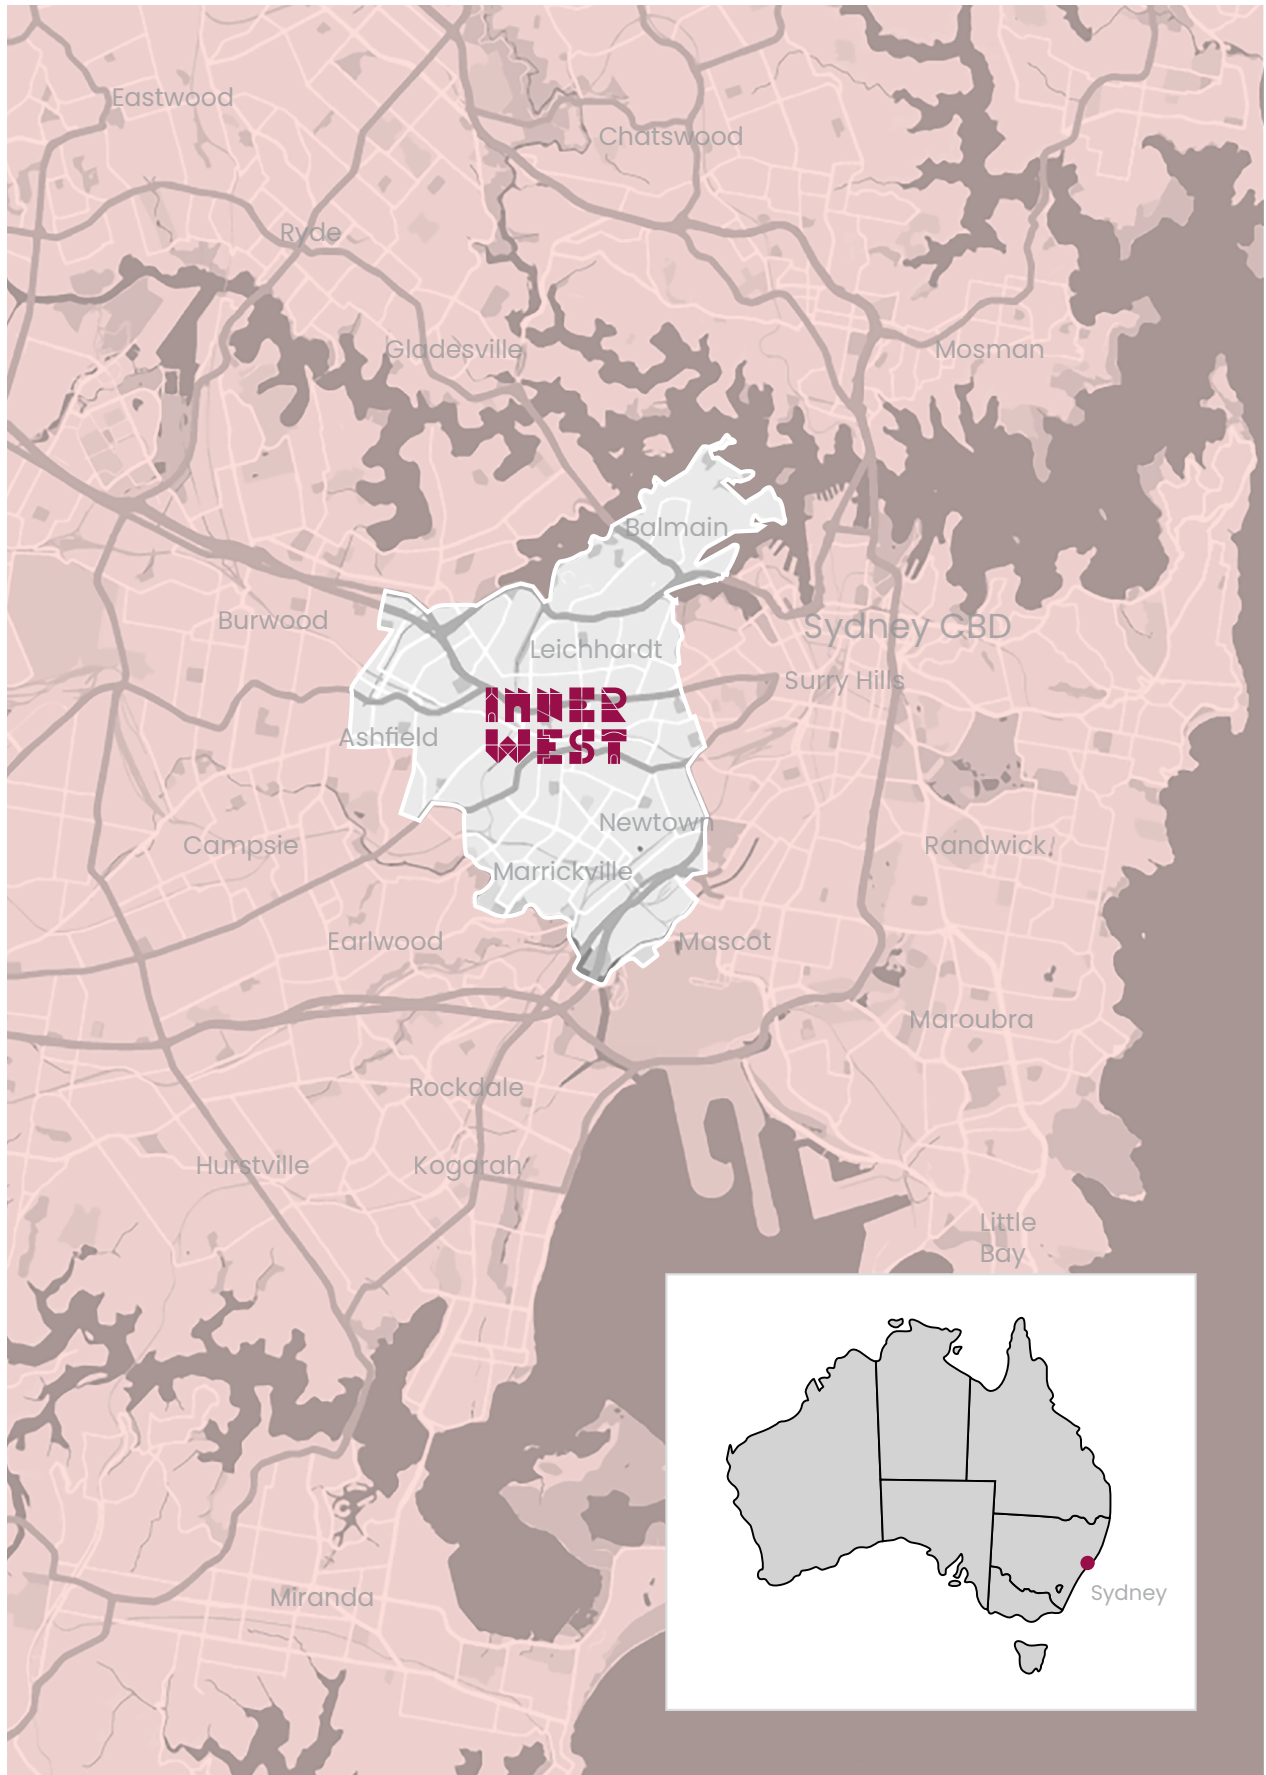 Eastwood
Chatswood
Ryde
Gladesville
Mosman
Balmain
Burwood
Sydney CBD
Leichhardt
Surry Hills
INNER
WEST
Ashfield
Newtown
Campsie
Randwick
Marrickville
Earlwood
Mascot
Maroubra
Rockdale
Hurstville
Kogarah
Little
Bay
Miranda
Sydney